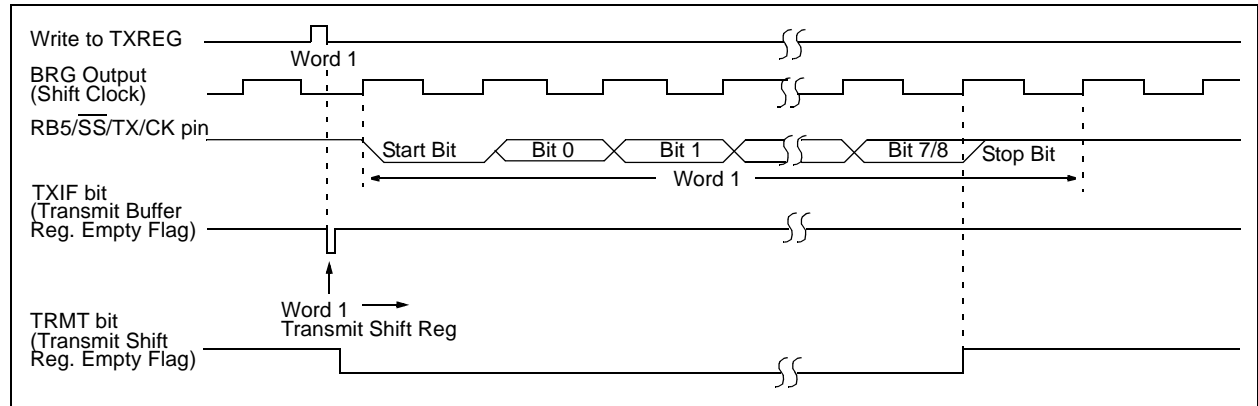 Write to TXREG
Word 1
BRG Output
(Shift Clock)
RB5/SS/TX/CK pin
Start Bit
Bit 0
Bit 1
Bit 7/8
Stop Bit
Word 1
TXIF bit
(Transmit Buffer
Reg. Empty Flag)
Word 1
Transmit Shift Reg
TRMT bit
(Transmit Shift
Reg. Empty Flag)